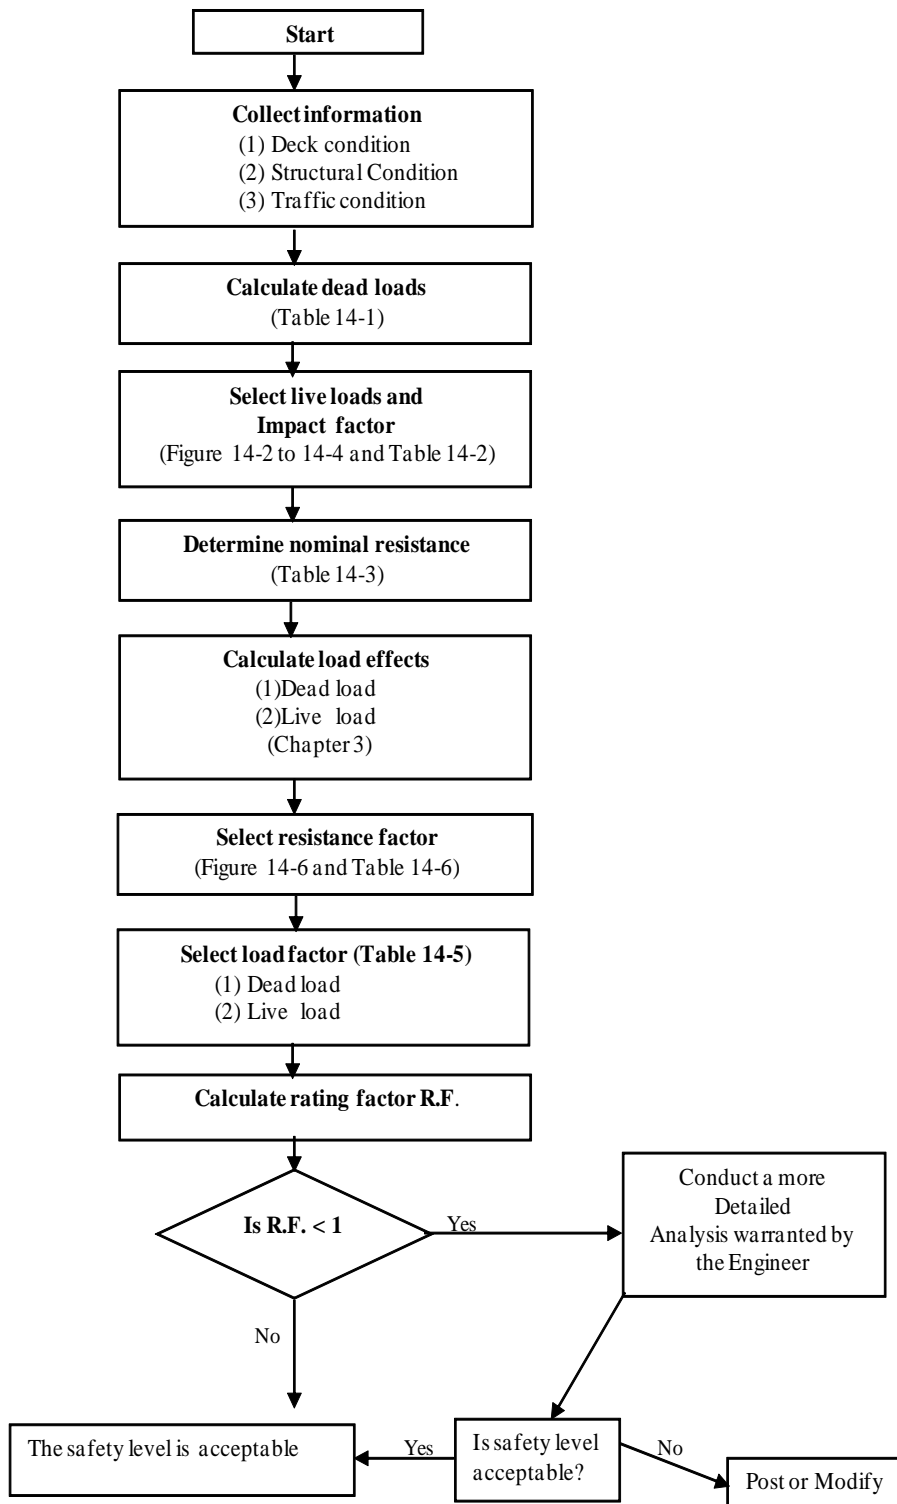 Start
Collect information
(1) Deck condition
(2) Structural Condition
(3) Traffic condition
Calculate dead loads
(Table 14-1)
Select live loads and
Impact factor
(Figure 14-2 to 14-4 and Table 14-2)
Determine nominal resistance
(Table 14-3)
Calculate load effects
(1)Dead load
(2)Live load
(Chapter 3)
Select resistance factor
(Figure 14-6 and Table 14-6)
Select load factor (Table 14-5)
(1) Dead load
(2) Live load
Calculate rating factor R.F.
Is R.F. < 1
Yes
Conduct a more
Detailed
Analysis warranted by
the Engineer
No
The safety level is acceptable
Yes
Is safety level
acceptable?
No
Post or Modify